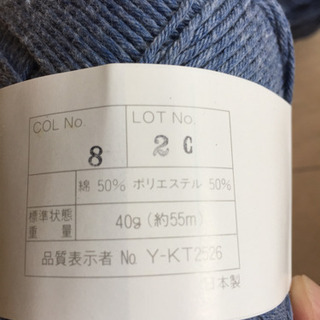 COL No. LOT No.
8 2C
綿 50% ポリエステル 50%
標準状態重量 40g (約55m)
品質表示者 No. Y-KT2526
日本製